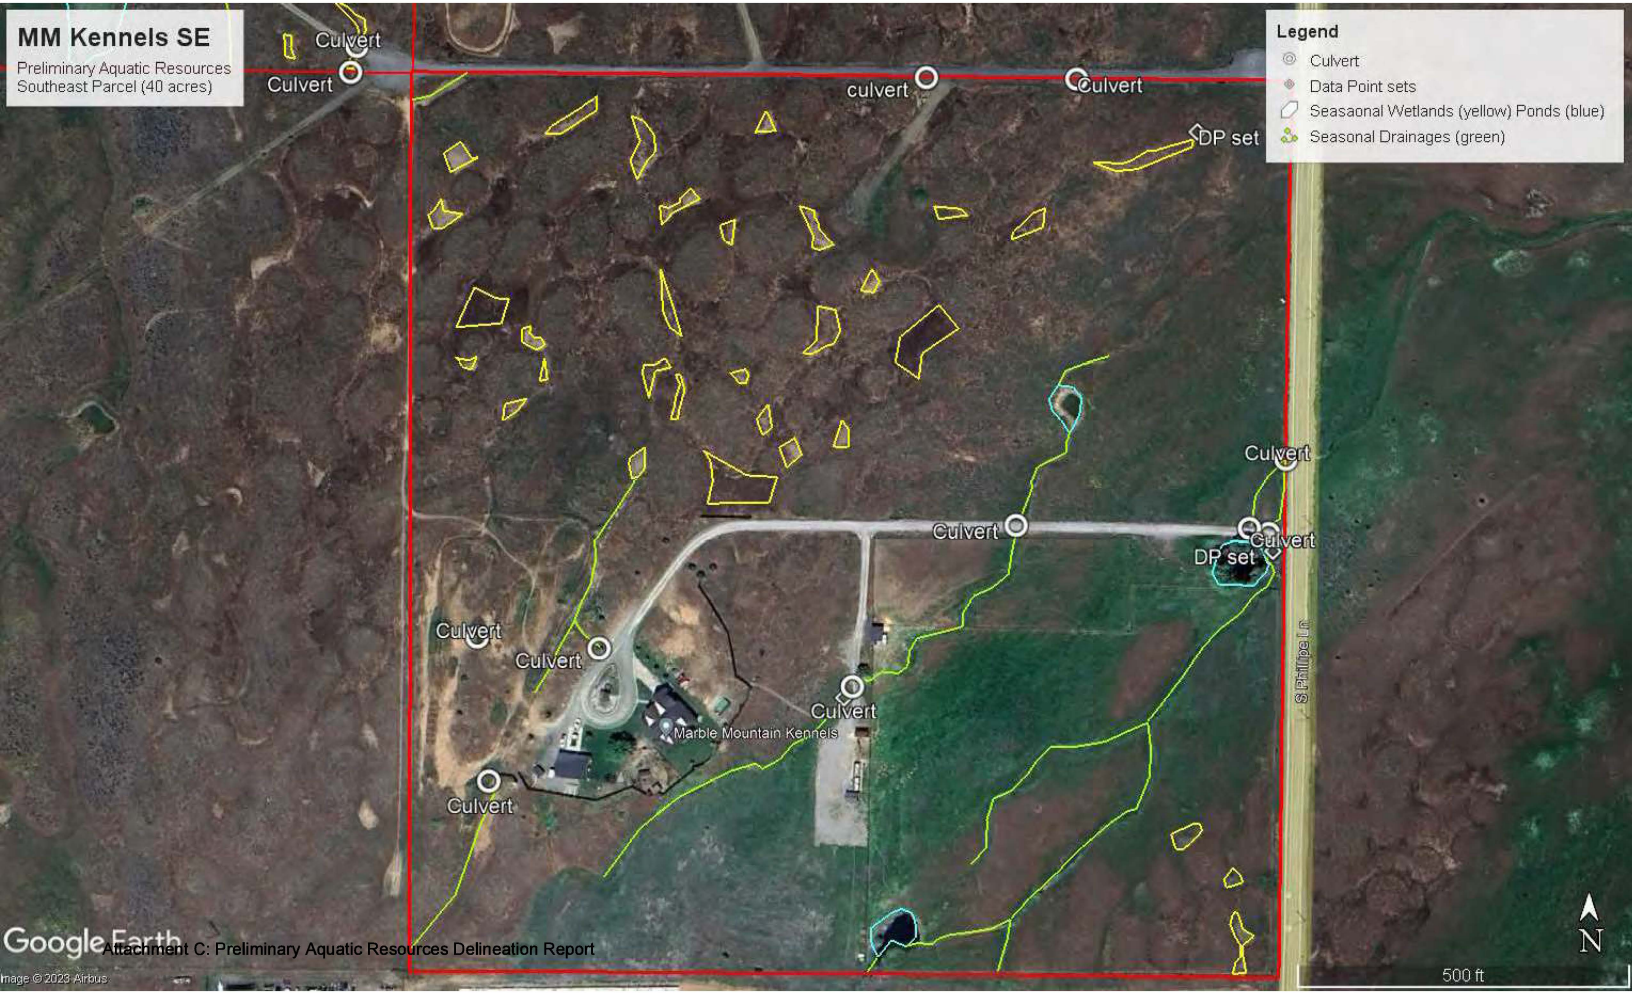 MM Kennels SE
Preliminary Aquatic Resources
Southeast Parcel (40 acres)
Culvert
Culvert
culvert
Culvert
Legend
Culvert
Data Point sets
Seasaonal Wetlands (yellow) Ponds (blue)
Seasonal Drainages (green)
DP set
Culvert
Culvert
Culvert
DP set
Culvert
Culvert
S Phillipe Ln
Culvert
Marble Mountain Kennels
Culvert
Google Earth
Attachment C: Preliminary Aquatic Resources Delineation Report
N
500 ft
Image © 2023 Airbus